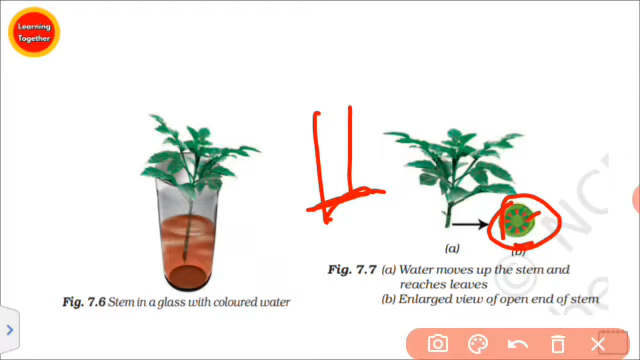 Learning
Together
(a)
(b)
Fig. 7.7 (a) Water moves up the stem and
reaches leaves
(b) Enlarged view of open end of stem
Fig. 7.6 Stem in a glass with coloured water
© NC